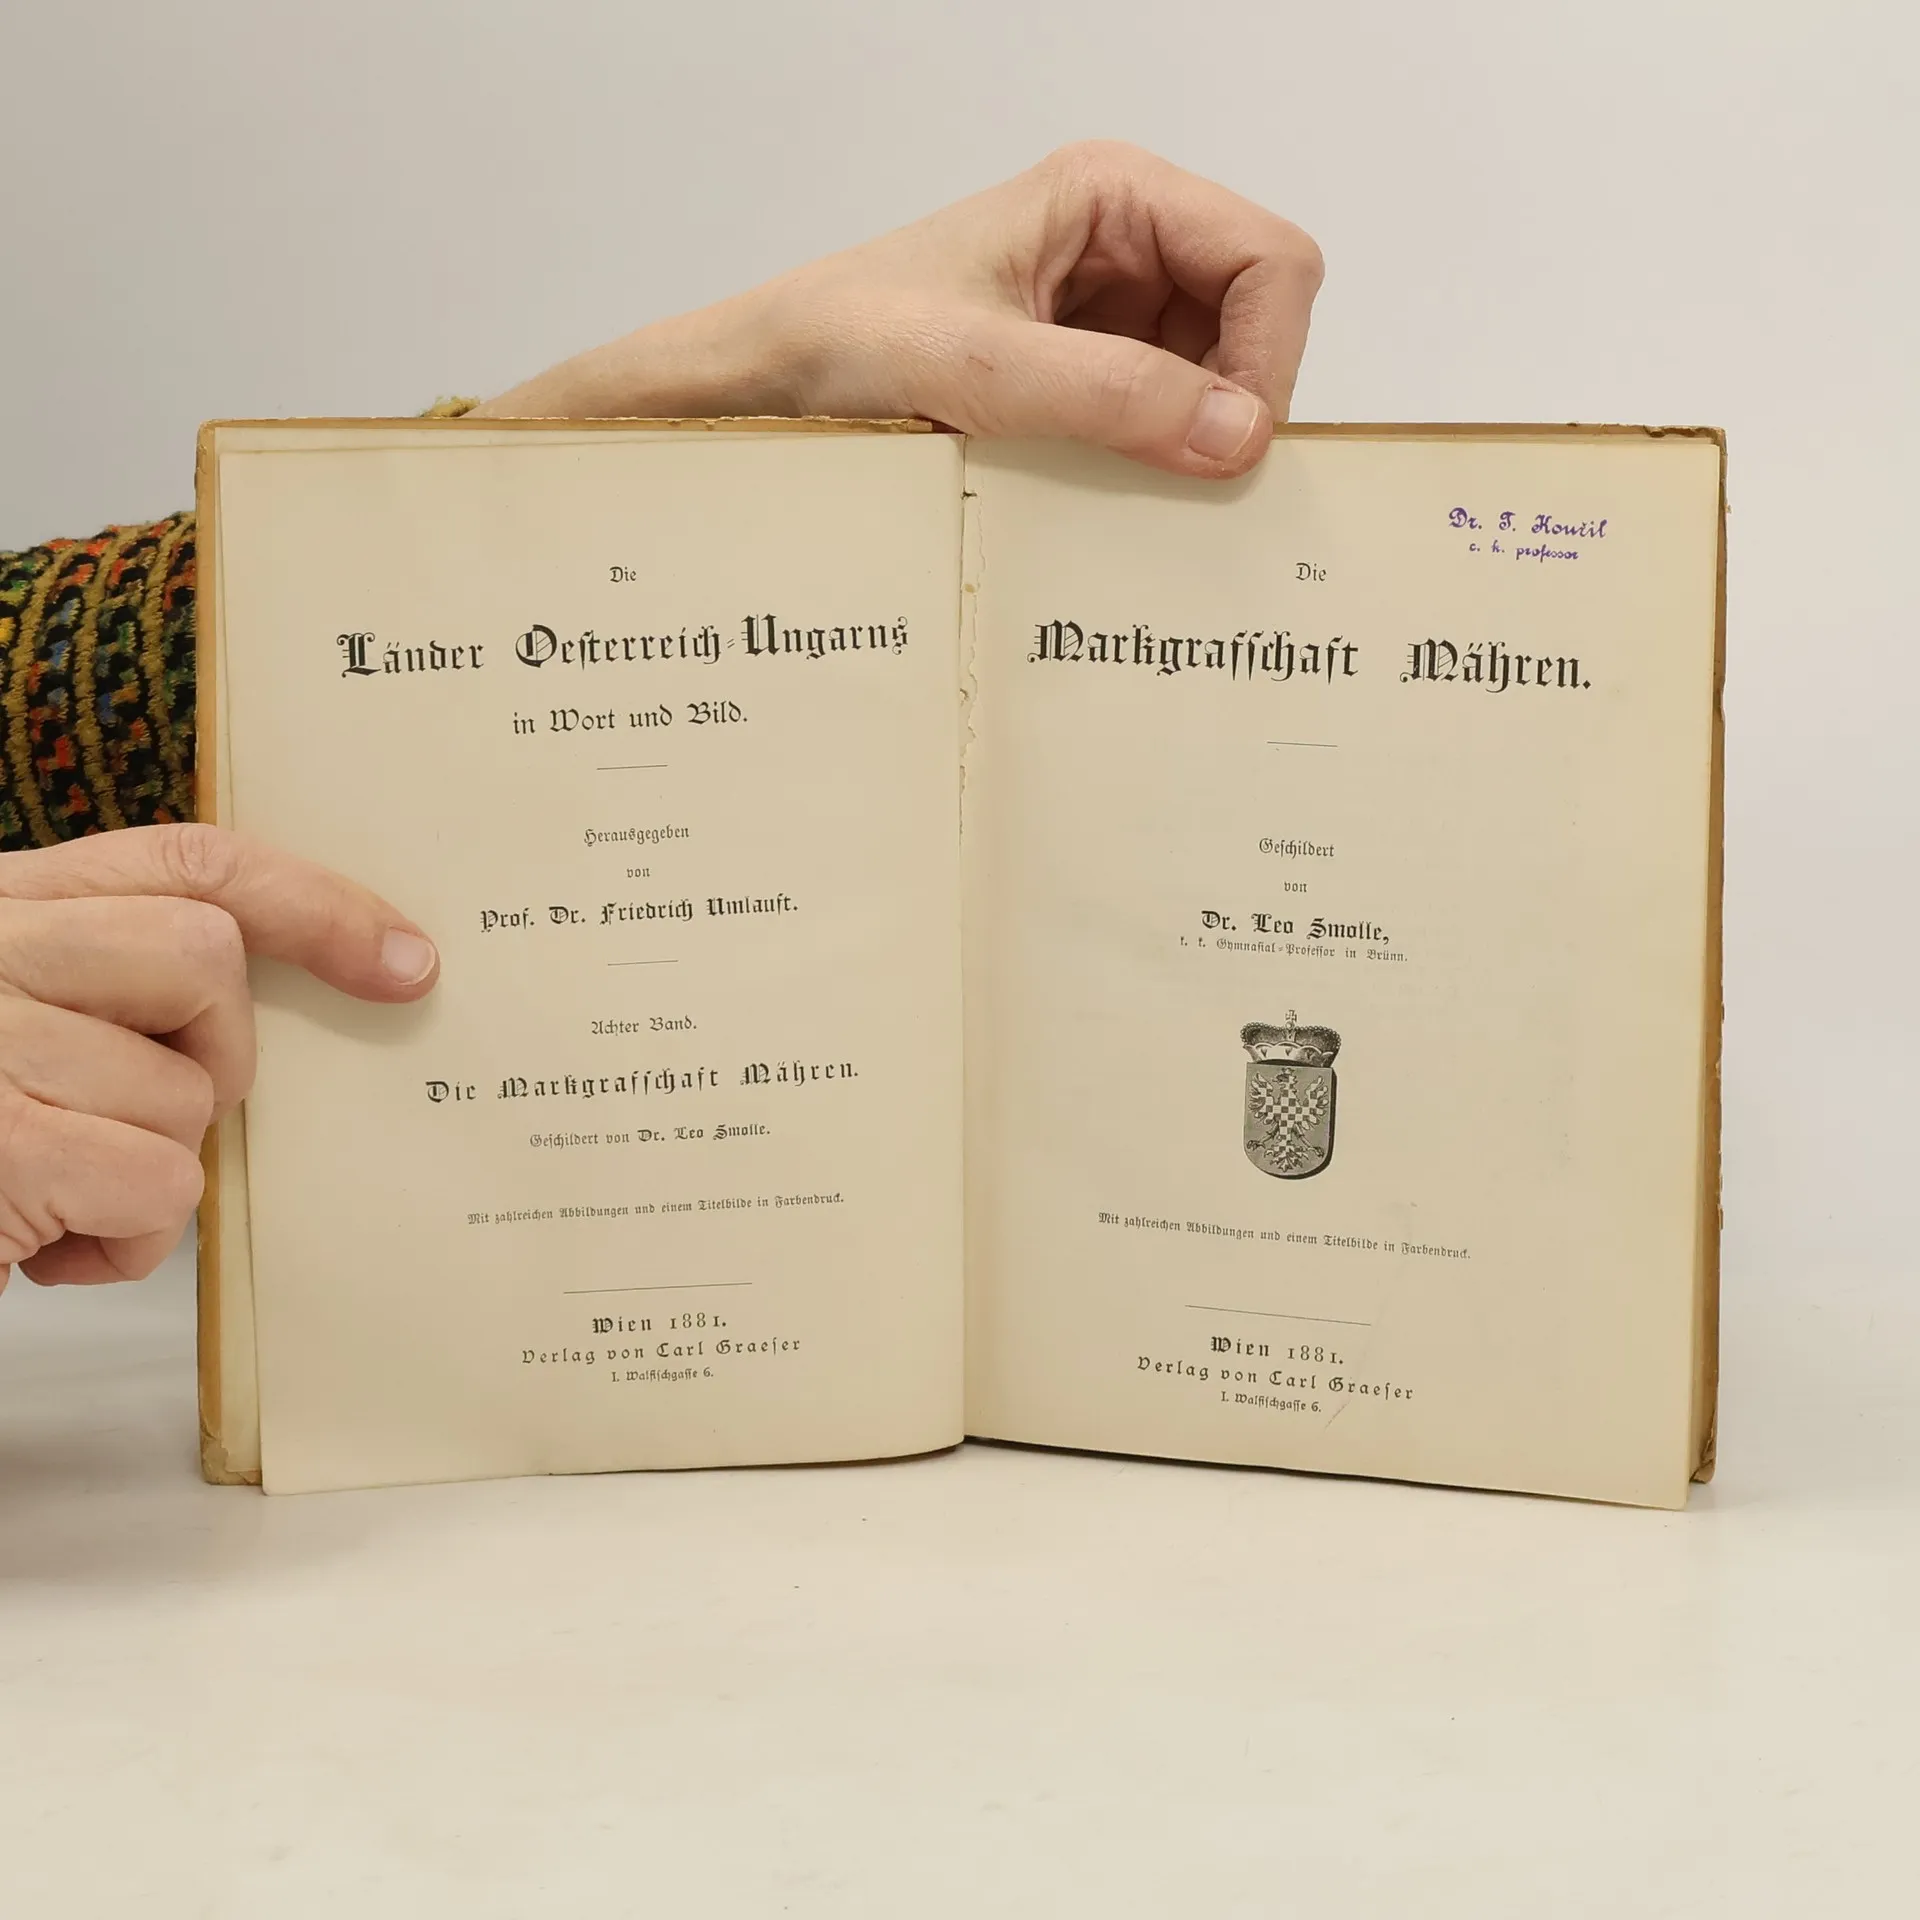 Die
Länder Oesterreich-Ungarns
in Wort und Bild.
Herausgegeben
von
Prof. Dr. Friedrich Umlauft.
Achter Band.
Die Markgrafschaft Mähren.
Geschildert von Dr. Leo Smolle.
Mit zahlreichen Abbildungen und einem Titelbilde in Farbendruck.
Wien 1881.
Verlag von Carl Graeser
I. Walfischgasse 6.
Dr. T. Kouřil
c. k. professor
Die
Markgrafschaft Mähren.
Geschildert
von
Dr. Leo Smolle,
k. k. Gymnasial-Professor in Brünn.
Mit zahlreichen Abbildungen und einem Titelbilde in Farbendruck.
Wien 1881.
Verlag von Carl Graeser
I. Walfischgasse 6.